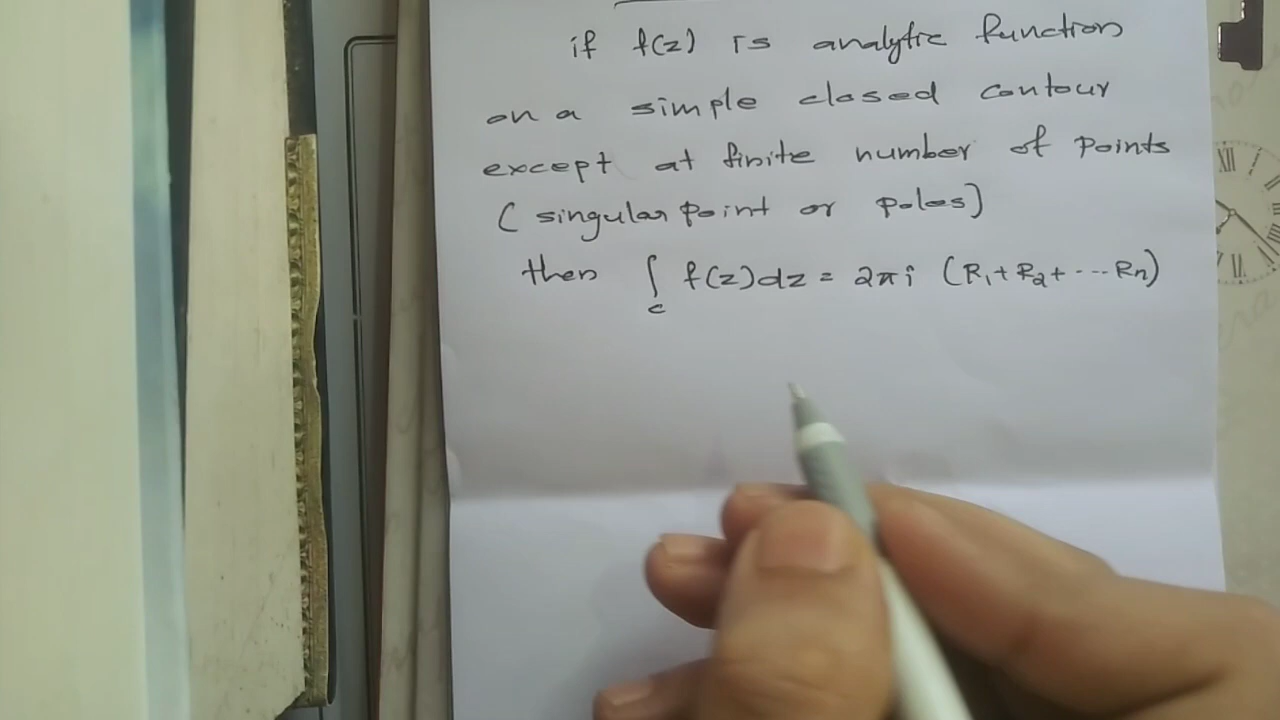 if f(z) is analytic function
on a simple closed contour
except at finite number of points
( singular point or poles)
then ∫c f(z)dz = 2πi (R1+R2+ ---Rn)
XII